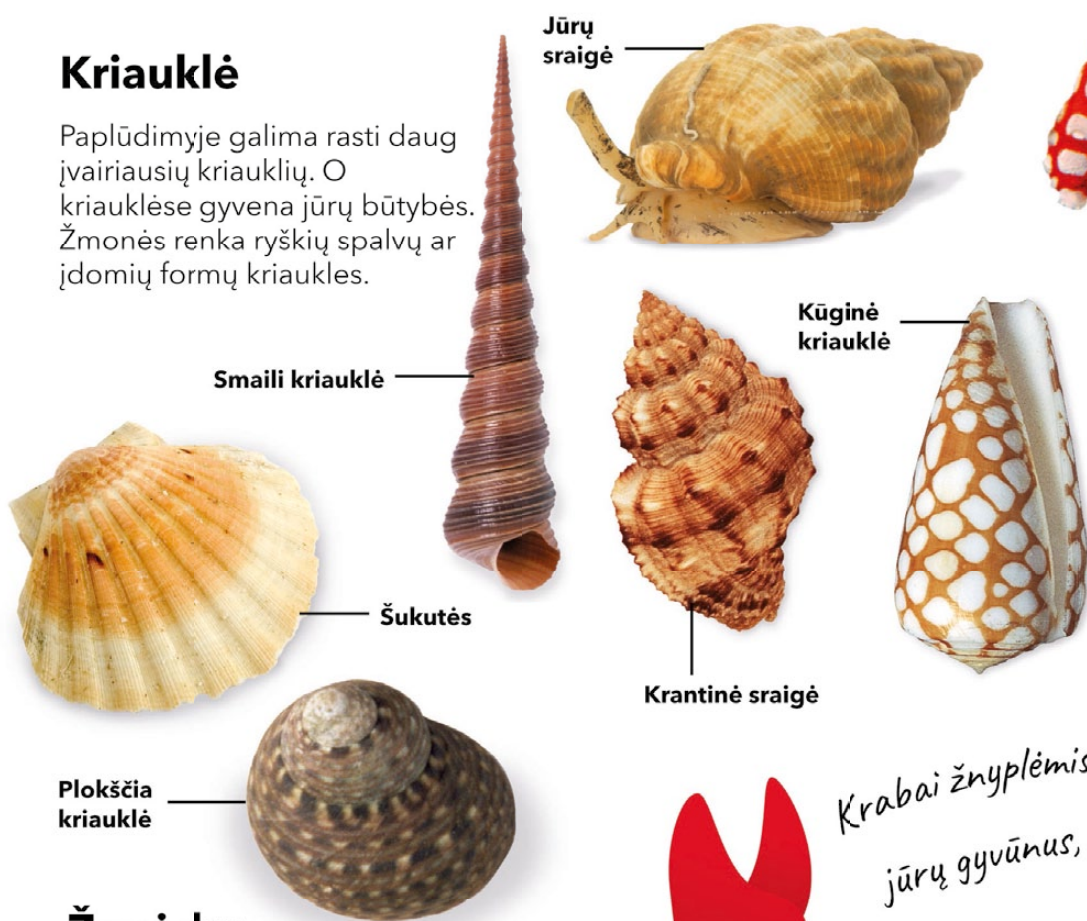 Kriauklė
Paplūdimyje galima rasti daug
įvairiausių kriauklių. O
kriauklėse gyvena jūrų būtybės.
Žmonės renka ryškių spalvų ar
įdomių formų kriaukles.
Jūrų
sraigė
Smaili kriauklė
Kūginė
kriauklė
Šukutės
Krantinė sraigė
Plokščia
kriauklė
Krabai žnyplėmis
jūrų gyvūnus,